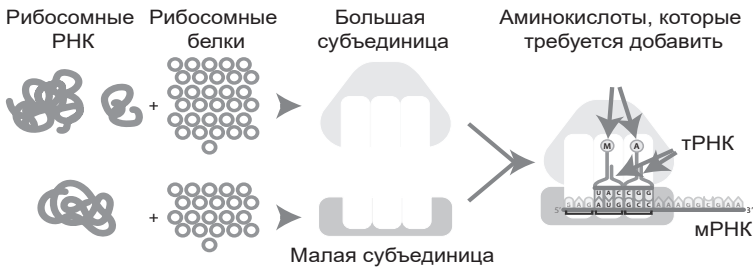 Рибосомные
РНК
Рибосомные
белки
Большая
субъединица
Аминокислоты, которые
требуется добавить
+
M A
тРНК
U A C C G G
5' G A G A U G G C C A A A G G C G A A 3'
мРНК
+
Малая субъединица